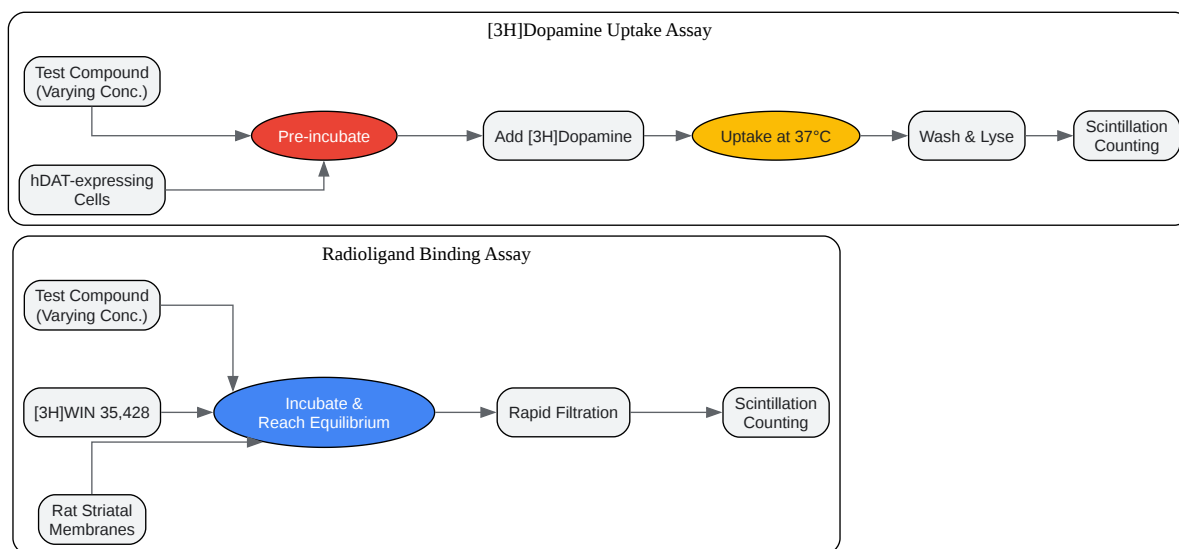 [3H]Dopamine Uptake Assay
Test Compound
(Varying Conc.)
Pre-incubate
Add [3H]Dopamine
Uptake at 37°C
Wash & Lyse
Scintillation
Counting
hDAT-expressing
Cells
Radioligand Binding Assay
Test Compound
(Varying Conc.)
[3H]WIN 35,428
Incubate &
Reach Equilibrium
Rapid Filtration
Scintillation
Counting
Rat Striatal
Membranes